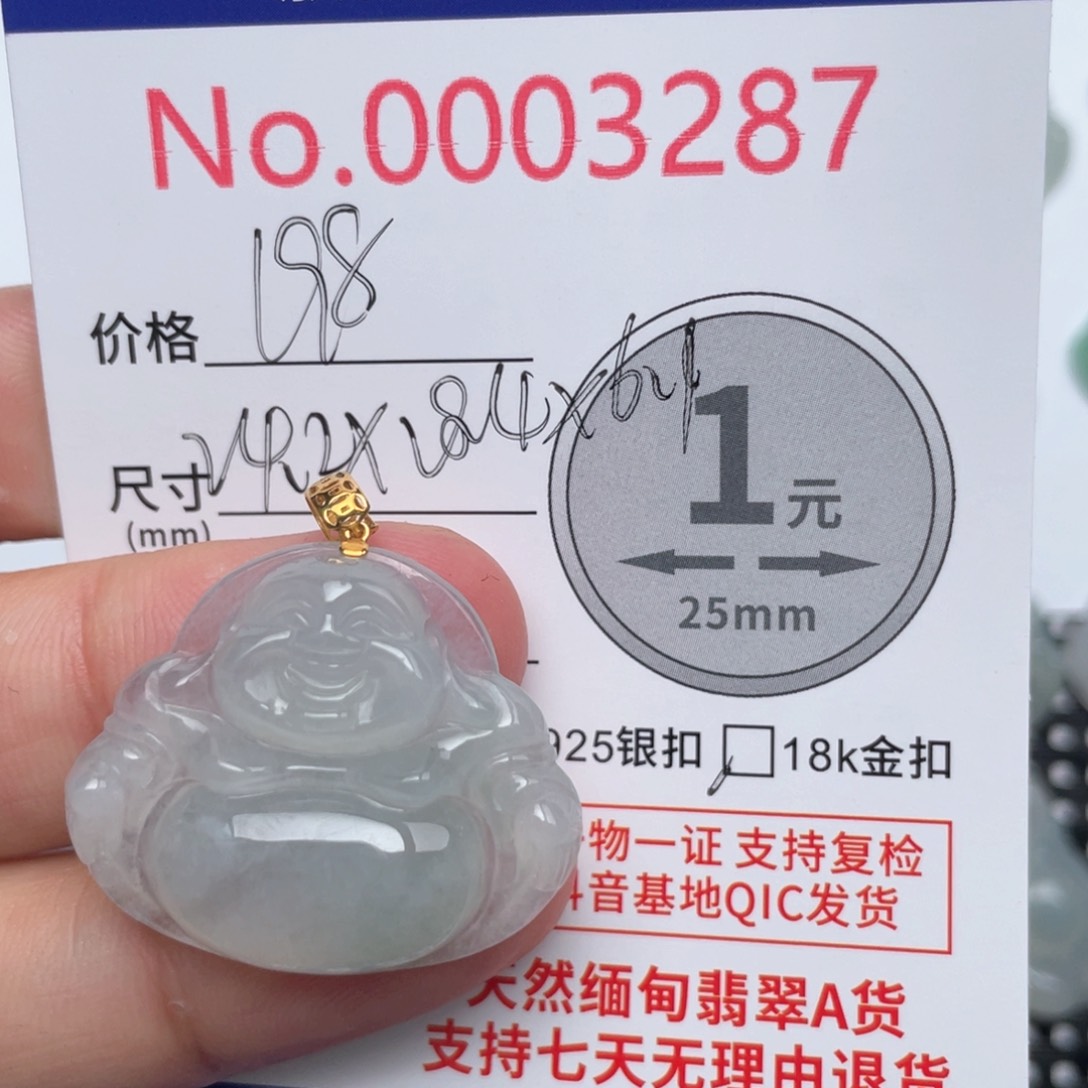 No.0003287
价格 198
尺寸
(mm)
1元
25mm
925银扣 18k金扣
物一证 支持复检
音基地QIC发货
天然缅甸翡翠A货
支持七天无理由退货